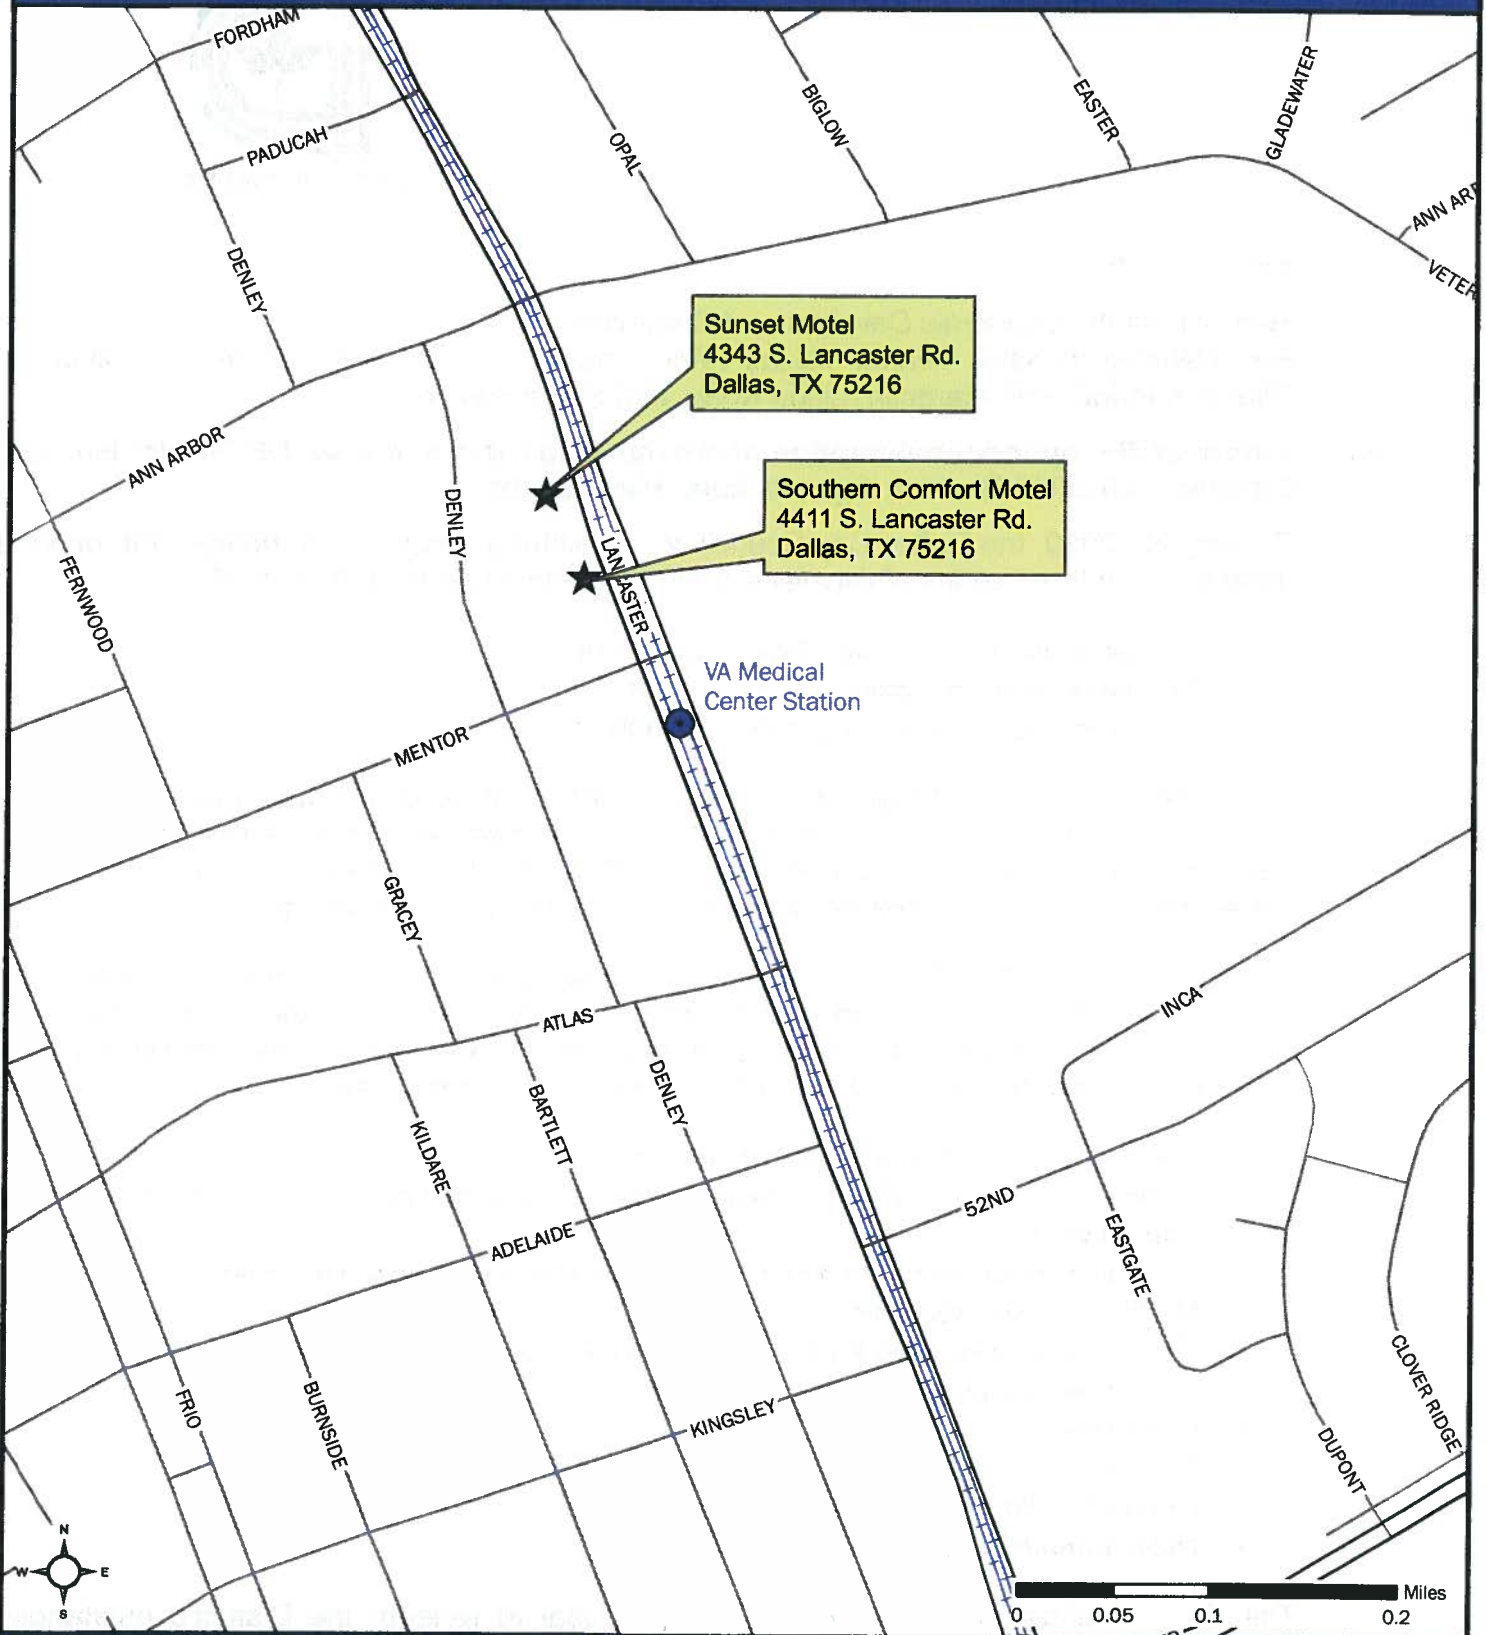 FORDHAM
PADUCAH
OPAL
BIGLOW
EASTER
GLADEWATER
ANN AR
VETER
DENLEY
Sunset Motel
4343 S. Lancaster Rd.
Dallas, TX 75216
ANN ARBOR
DENLEY
Southern Comfort Motel
4411 S. Lancaster Rd.
Dallas, TX 75216
LANCASTER
FERNWOOD
VA Medical
Center Station
MENTOR
GRACEY
INCA
ATLAS
DENLEY
BARTLETT
KILDARE
52ND
EASTGATE
ADELAIDE
FRIO
BURNSIDE
KINGSLEY
CLOVER RIDGE
DUPONT
N
W E
S
Miles
0 0.05 0.1 0.2